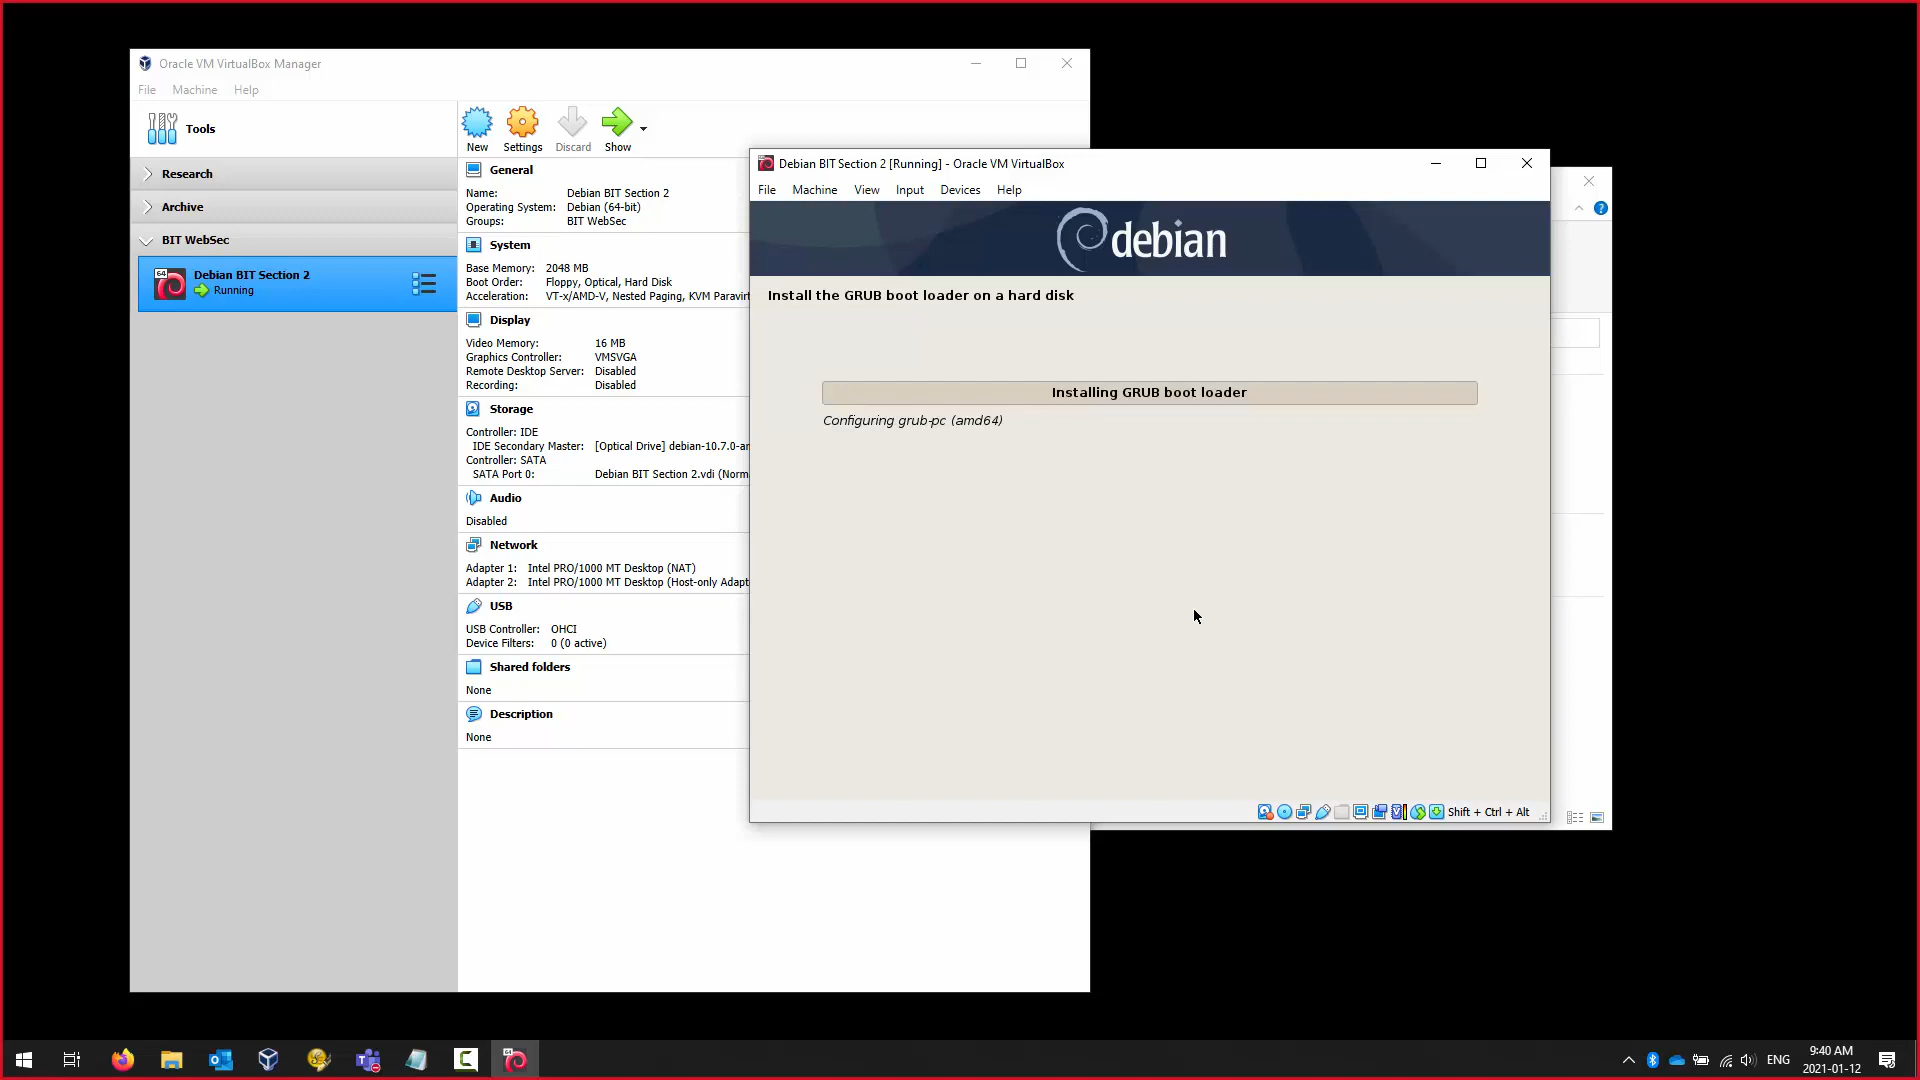 Oracle VM VirtualBox Manager
File Machine Help
Tools
New Settings Discard Show
Research
Archive
BIT WebSec
64
Debian BIT Section 2
Running
General
Name: Debian BIT Section 2
Operating System: Debian (64-bit)
Groups: BIT WebSec
System
Base Memory: 2048 MB
Boot Order: Floppy, Optical, Hard Disk
Acceleration: VT-x/AMD-V, Nested Paging, KVM Paravirt
Display
Video Memory: 16 MB
Graphics Controller: VMSVGA
Remote Desktop Server: Disabled
Recording: Disabled
Storage
Controller: IDE
IDE Secondary Master: [Optical Drive] debian-10.7.0-am
Controller: SATA
SATA Port 0: Debian BIT Section 2.vdi (Norm
Audio
Disabled
Network
Adapter 1: Intel PRO/1000 MT Desktop (NAT)
Adapter 2: Intel PRO/1000 MT Desktop (Host-only Adapt
USB
USB Controller: OHCI
Device Filters: 0 (0 active)
Shared folders
None
Description
None
Debian BIT Section 2 [Running] - Oracle VM VirtualBox
File Machine View Input Devices Help
debian
Install the GRUB boot loader on a hard disk
Installing GRUB boot loader
Configuring grub-pc (amd64)
Shift + Ctrl + Alt
ENG
9:40 AM
2021-01-12